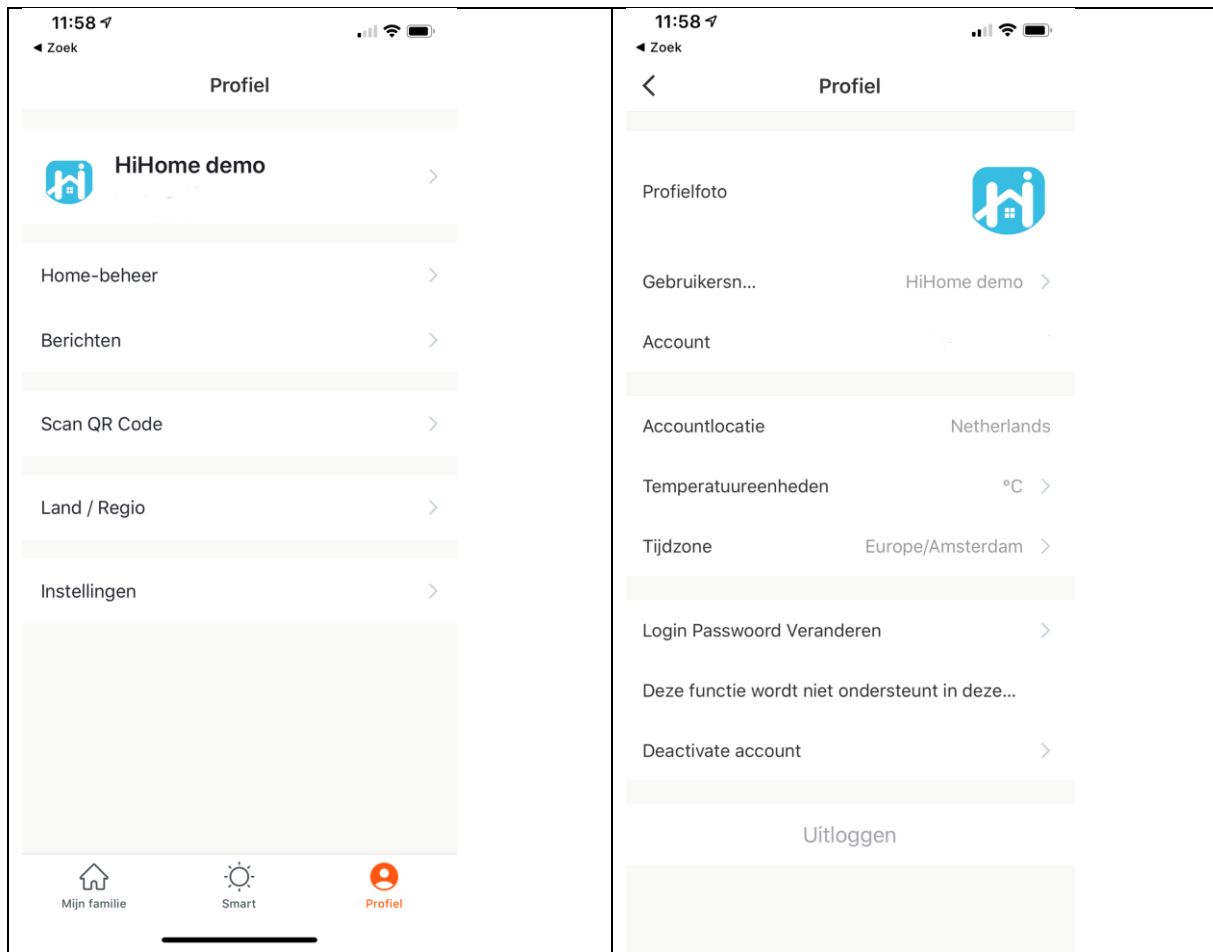 11:58
Zoek
Profiel
HiHome demo
Home-beheer
Berichten
Scan QR Code
Land / Regio
Instellingen
Mijn familie
Smart
Profiel
11:58
Zoek
Profiel
Profielfoto
Gebruikersn... HiHome demo
Account
Accountlocatie Netherlands
Temperatuureenheden °C
Tijdzone Europe/Amsterdam
Login Passwoord Veranderen
Deze functie wordt niet ondersteunt in deze...
Deactivate account
Uitloggen